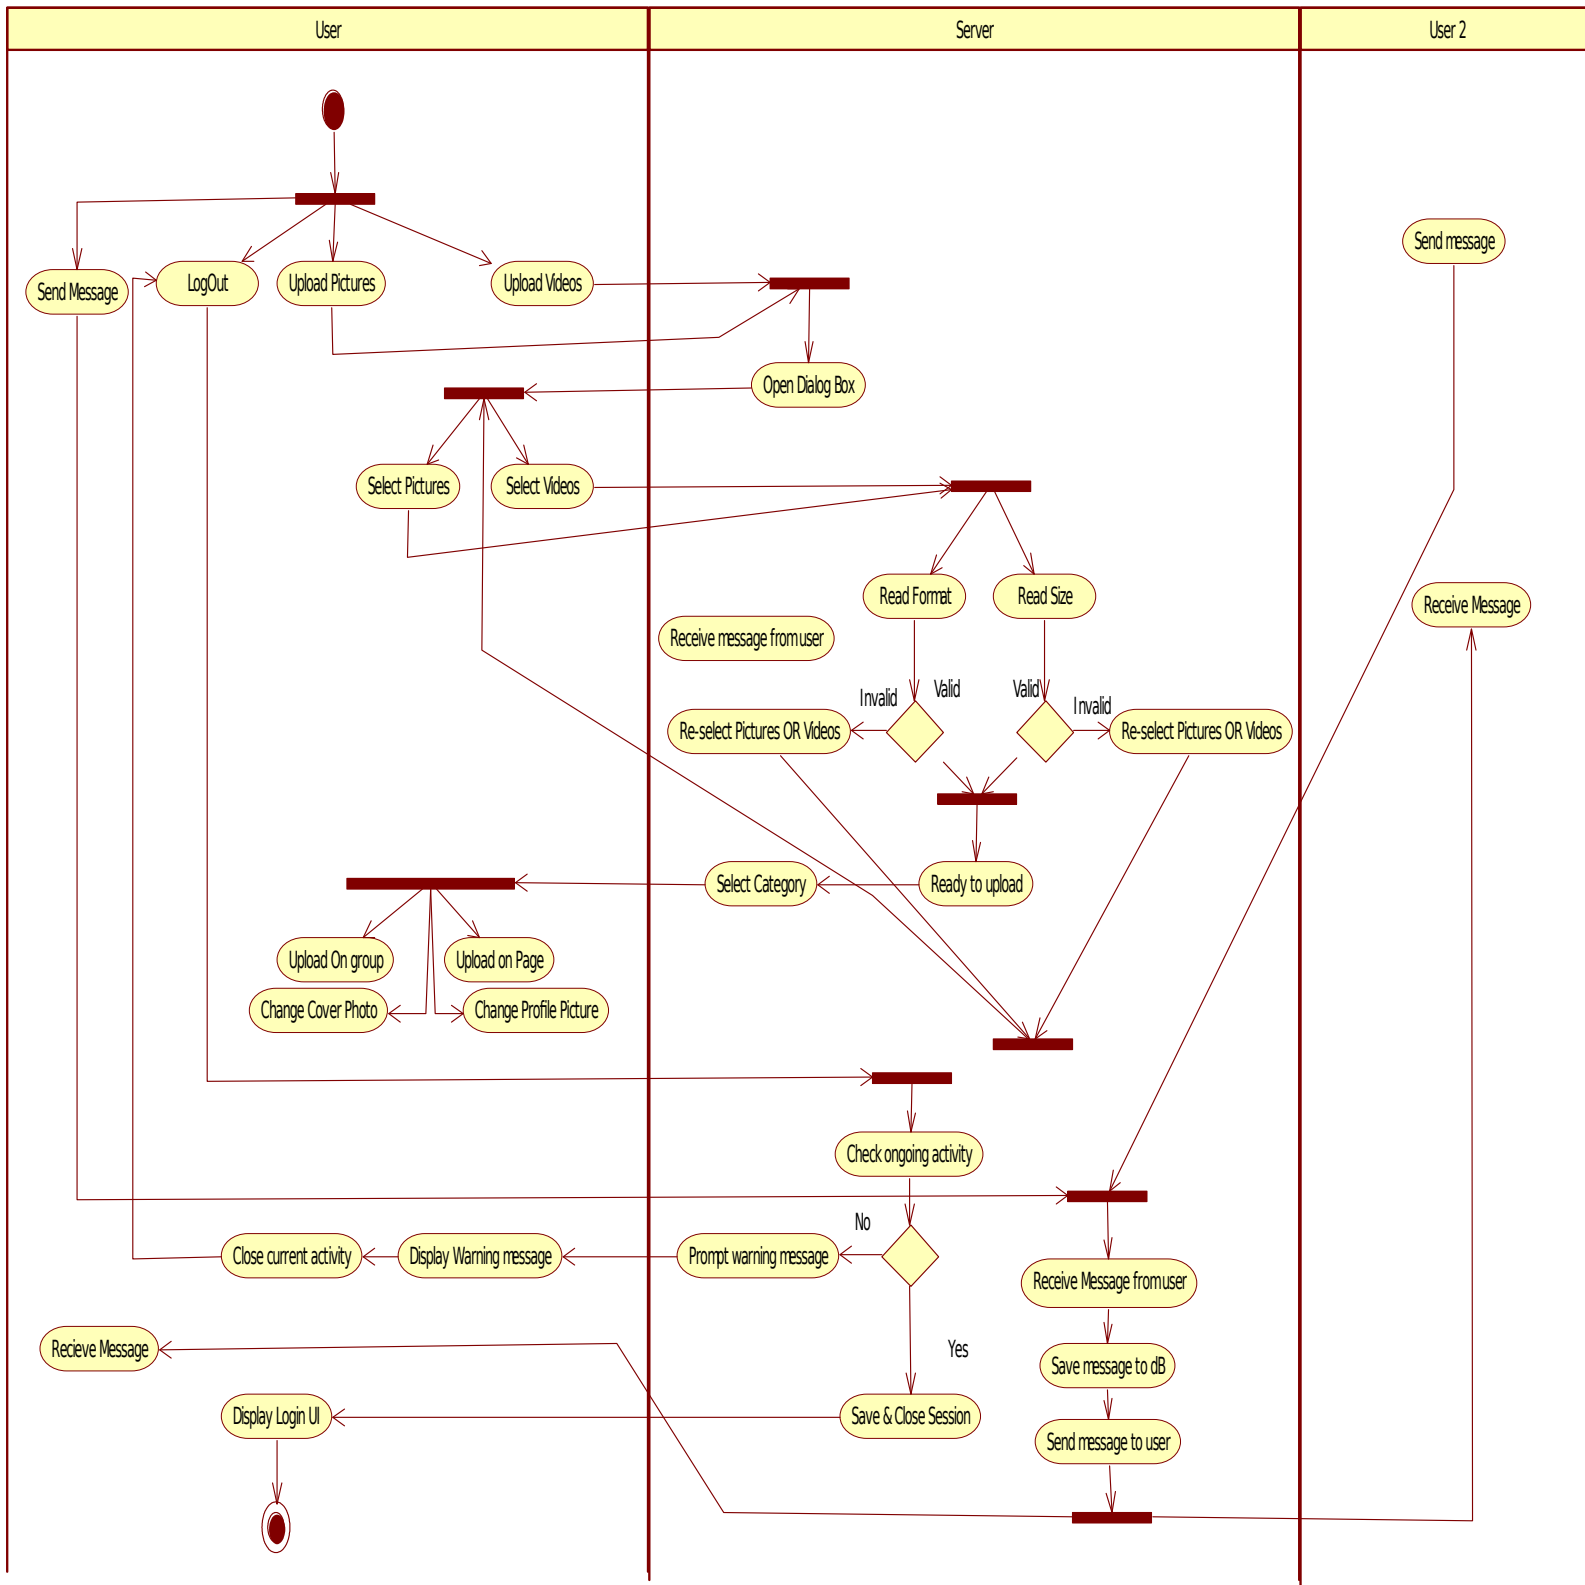 User
Server
User 2
Send message
Send Message
LogOut
Upload Pictures
Upload Videos
Open Dialog Box
Select Pictures
Select Videos
Read Format
Read Size
Receive Message
Receive message from user
Invalid
Valid
Valid
Invalid
Re-select Pictures OR Videos
Re-select Pictures OR Videos
Select Category
Ready to upload
Upload On group
Upload on Page
Change Cover Photo
Change Profile Picture
Check ongoing activity
No
Close current activity
Display Warning message
Prompt warning message
Receive Message from user
Recieve Message
Yes
Save message to dB
Display Login UI
Save & Close Session
Send message to user